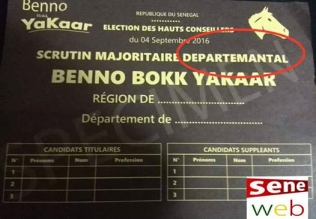 Benno
Bokk
YaKaar
REPUBLIQUE DU SENEGAL
ELECTION DES HAUTS CONSEILLERS
du 04 Septembre 2016
SCRUTIN MAJORITAIRE DEPARTEMANTAL
BENNO BOKK YAKAAR
RÉGION DE
Département de
CANDIDATS TITULAIRES
N° Prénoms Nom Profession
1
2
3
CANDIDATS SUPPLEANTS
N° Prénoms Nom Profession
1
2
3
SPECIMEN
sene
web